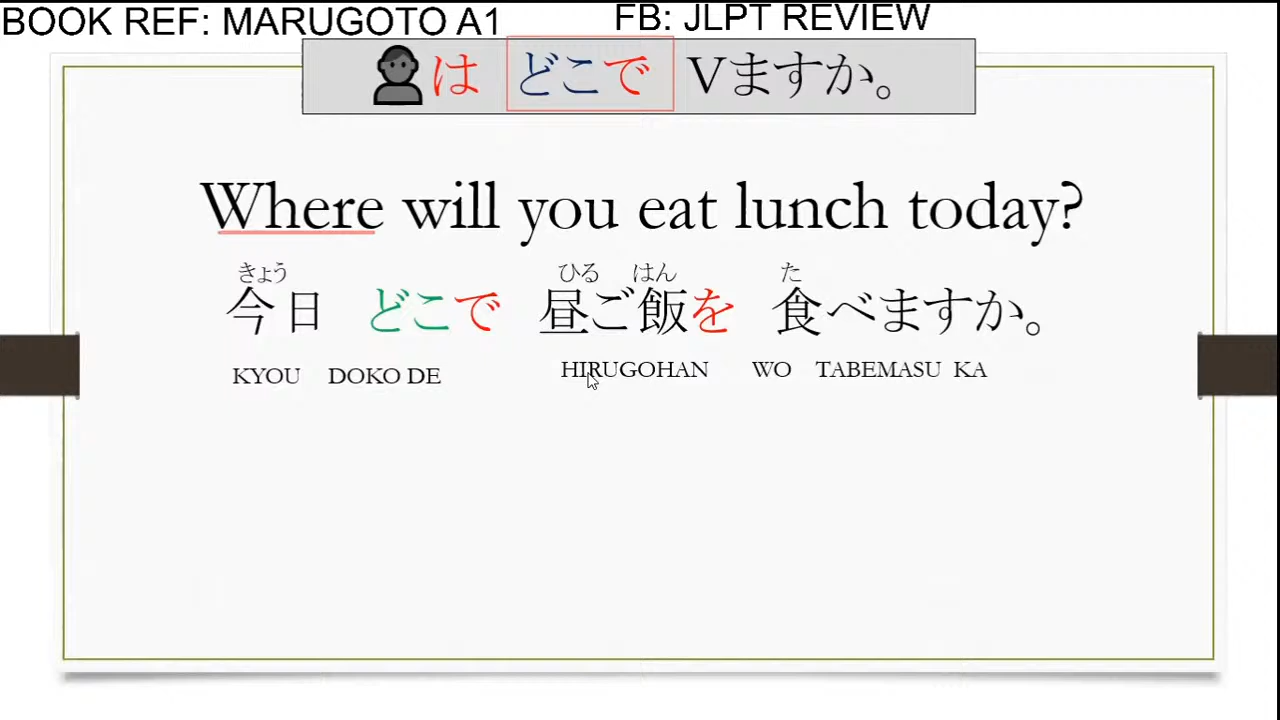 BOOK REF: MARUGOTO A1 FB: JLPT REVIEW
は どこで Vますか。
Where will you eat lunch today?
きょう ひる はん た
今日 どこで 昼ご飯を 食べますか。
KYOU DOKO DE HIRUGOHAN WO TABEMASU KA